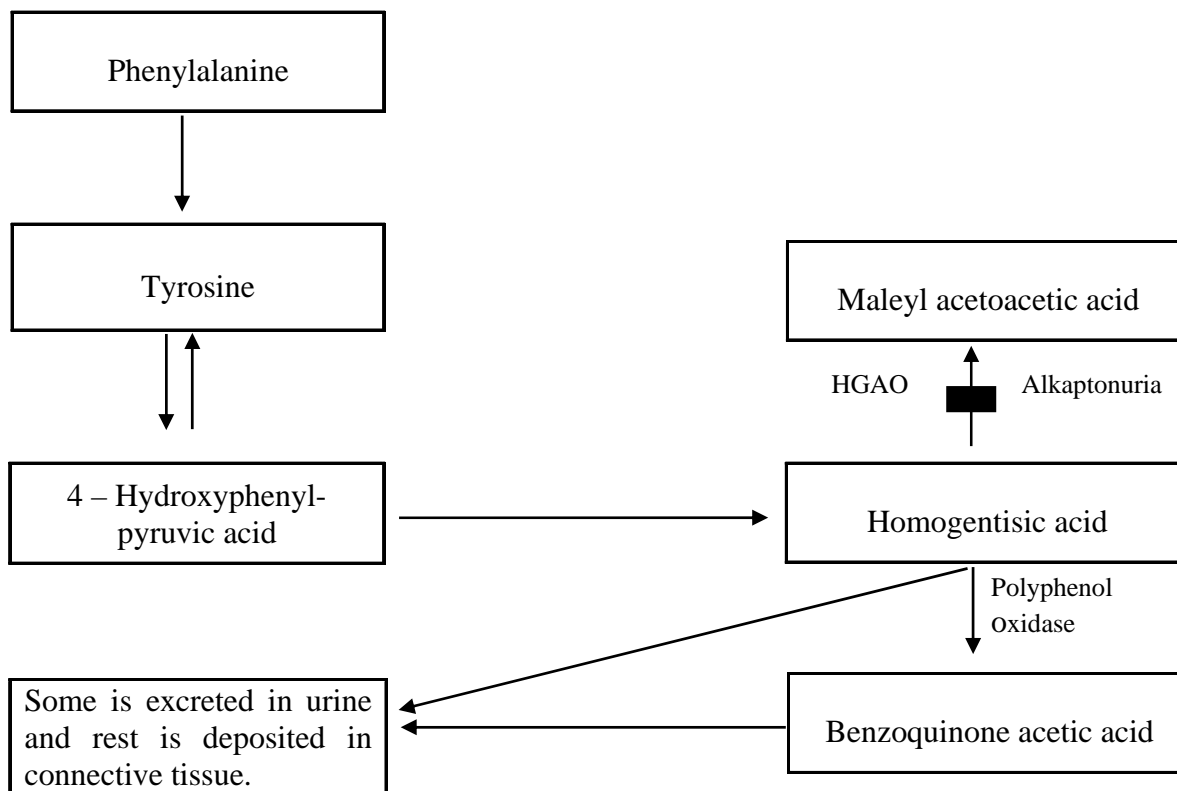 Phenylalanine
Tyrosine
Maleyl acetoacetic acid
HGAO
Alkaptonuria
4 – Hydroxyphenyl-
pyruvic acid
Homogentisic acid
Polyphenol
oxidase
Some is excreted in urine
and rest is deposited in
connective tissue.
Benzoquinone acetic acid